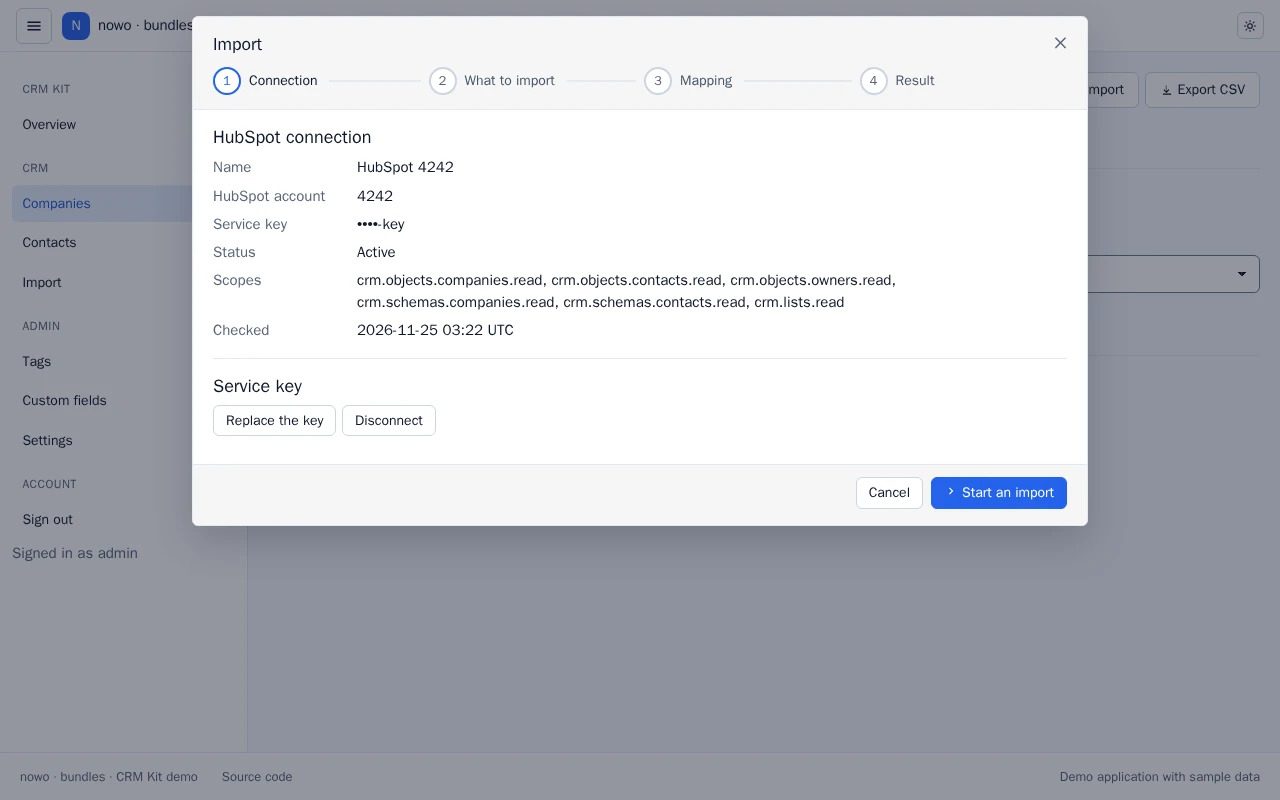 N nowo · bundles
Import
1 Connection 2 What to import 3 Mapping 4 Result
mport
Export CSV
CRM KIT
Overview
CRM
Companies
Contacts
Import
ADMIN
Tags
Custom fields
Settings
ACCOUNT
Sign out
Signed in as admin
HubSpot connection
Name HubSpot 4242
HubSpot account 4242
Service key ••••-key
Status Active
Scopes crm.objects.companies.read, crm.objects.contacts.read, crm.objects.owners.read,
crm.schemas.companies.read, crm.schemas.contacts.read, crm.lists.read
Checked 2026-11-25 03:22 UTC
Service key
Replace the key Disconnect
Cancel Start an import
nowo · bundles · CRM Kit demo Source code Demo application with sample data